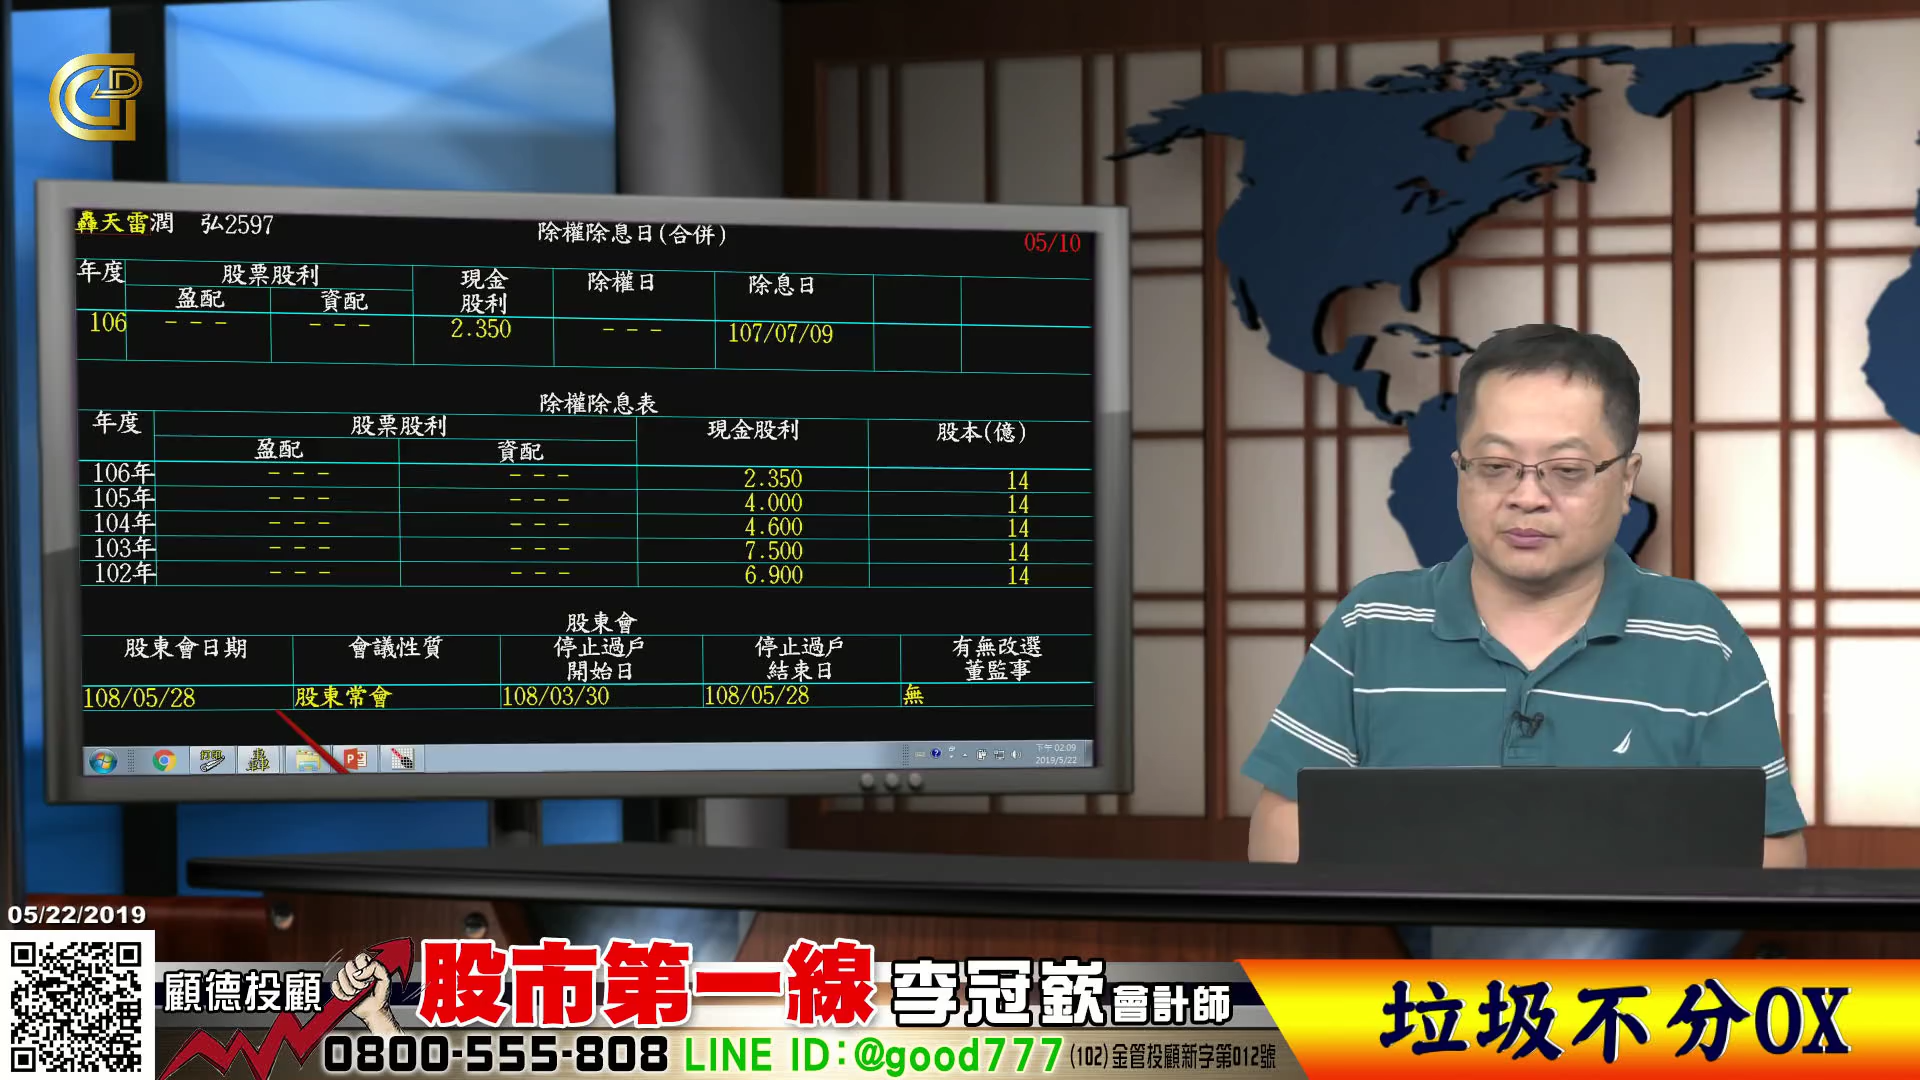 轟天雷潤 弘2597
除權除息日(合併)
05/10
年度 股票股利 現金股利 除權日 除息日
盈配 資配
106 --- --- 2.350 --- 107/07/09
除權除息表
年度 股票股利 現金股利 股本(億)
盈配 資配
106年 --- --- 2.350 14
105年 --- --- 4.000 14
104年 --- --- 4.600 14
103年 --- --- 7.500 14
102年 --- --- 6.900 14
股東會
股東會日期 會議性質 停止過戶開始日 停止過戶結束日 有無改選董監事
108/05/28 股東常會 108/03/30 108/05/28 無
下午 02:09
2019/5/22
05/22/2019
顧德投顧
股市第一線 李冠嶔會計師
0800-555-808 LINE ID:@good777 (102)金管投顧新字第012號
垃圾不分OX